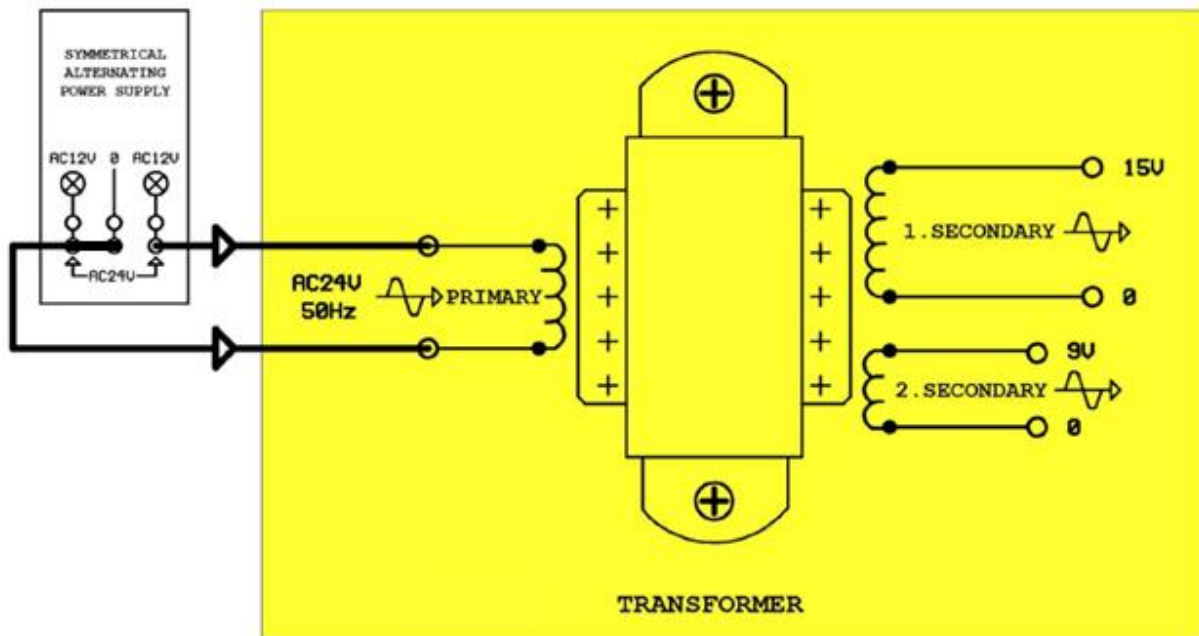 SYMMETRICAL
ALTERNATING
POWER SUPPLY
AC12V 0 AC12V
AC24V
AC24V
50Hz
PRIMARY
15V
1.SECONDARY
0
9V
2.SECONDARY
0
TRANSFORMER